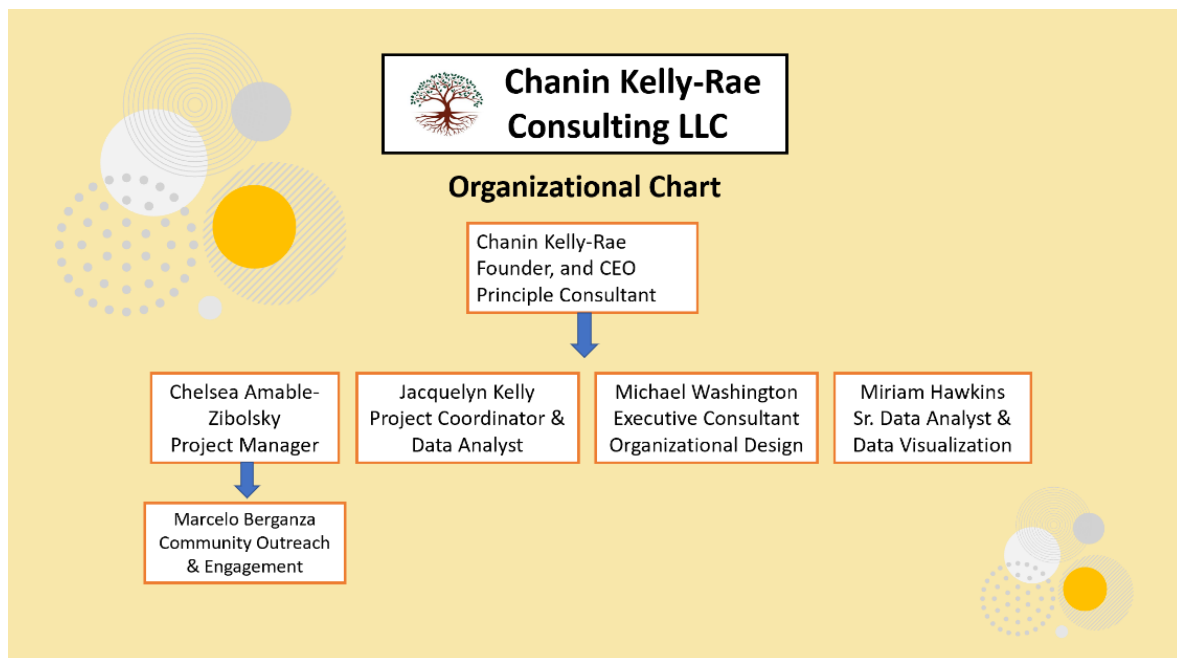 Chanin Kelly-Rae
Consulting LLC
Organizational Chart
Chanin Kelly-Rae
Founder, and CEO
Principle Consultant
Chelsea Amable-
Zibolsky
Project Manager
Jacquelyn Kelly
Project Coordinator &
Data Analyst
Michael Washington
Executive Consultant
Organizational Design
Miriam Hawkins
Sr. Data Analyst &
Data Visualization
Marcelo Berganza
Community Outreach
& Engagement